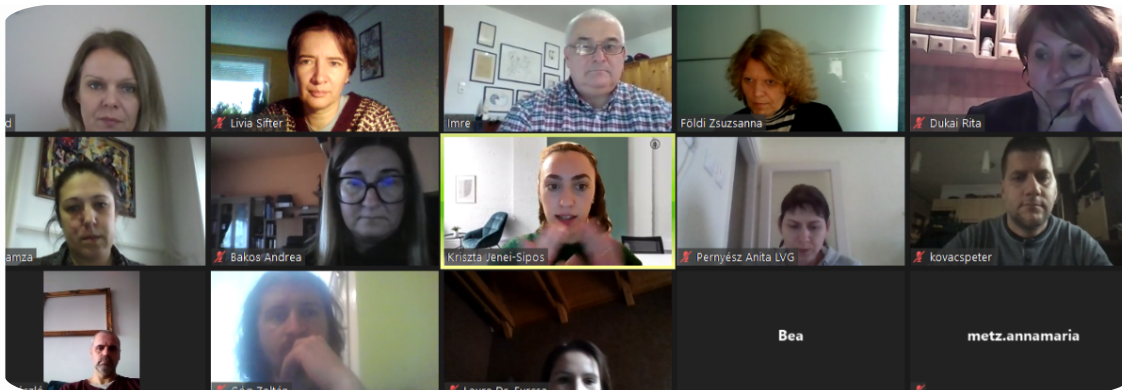 d
Livia Sifter
Imre
Földi Zsuzsanna
Dukai Rita
amza
Bakos Andrea
Kriszta Jenei-Sipos
Pernyész Anita LVG
kovacspeter
Bea
metz.annamaria